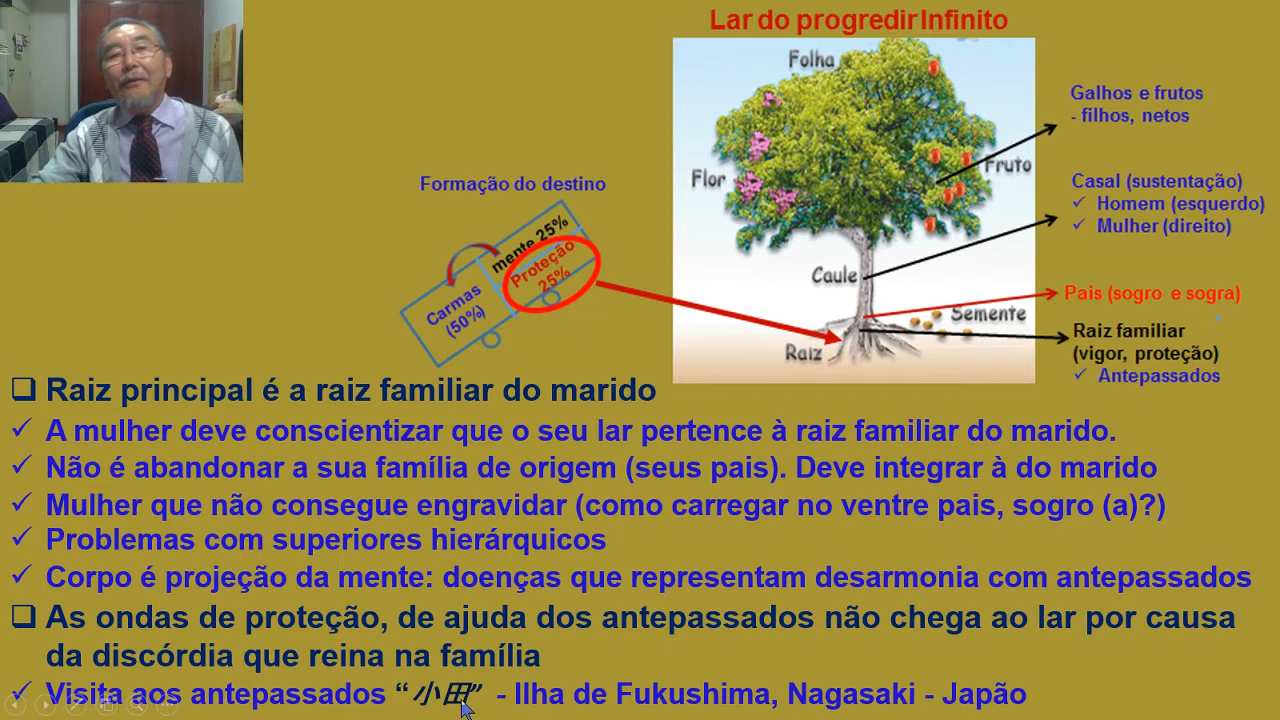 Lar do progredir Infinito
Folha
Flor
Fruto
Caule
Semente
Raiz
Galhos e frutos
- filhos, netos
Casal (sustentação)
✓ Homem (esquerdo)
✓ Mulher (direito)
Pais (sogro e sogra)
Raiz familiar
(vigor, proteção)
✓ Antepassados
Formação do destino
mente 25%
Proteção
25%
Carmas
(50%)
❑ Raiz principal é a raiz familiar do marido
✓ A mulher deve conscientizar que o seu lar pertence à raiz familiar do marido.
✓ Não é abandonar a sua família de origem (seus pais). Deve integrar à do marido
✓ Mulher que não consegue engravidar (como carregar no ventre pais, sogro (a)?)
✓ Problemas com superiores hierárquicos
✓ Corpo é projeção da mente: doenças que representam desarmonia com antepassados
❑ As ondas de proteção, de ajuda dos antepassados não chega ao lar por causa
da discórdia que reina na família
✓ Visita aos antepassados “小田” - Ilha de Fukushima, Nagasaki - Japão